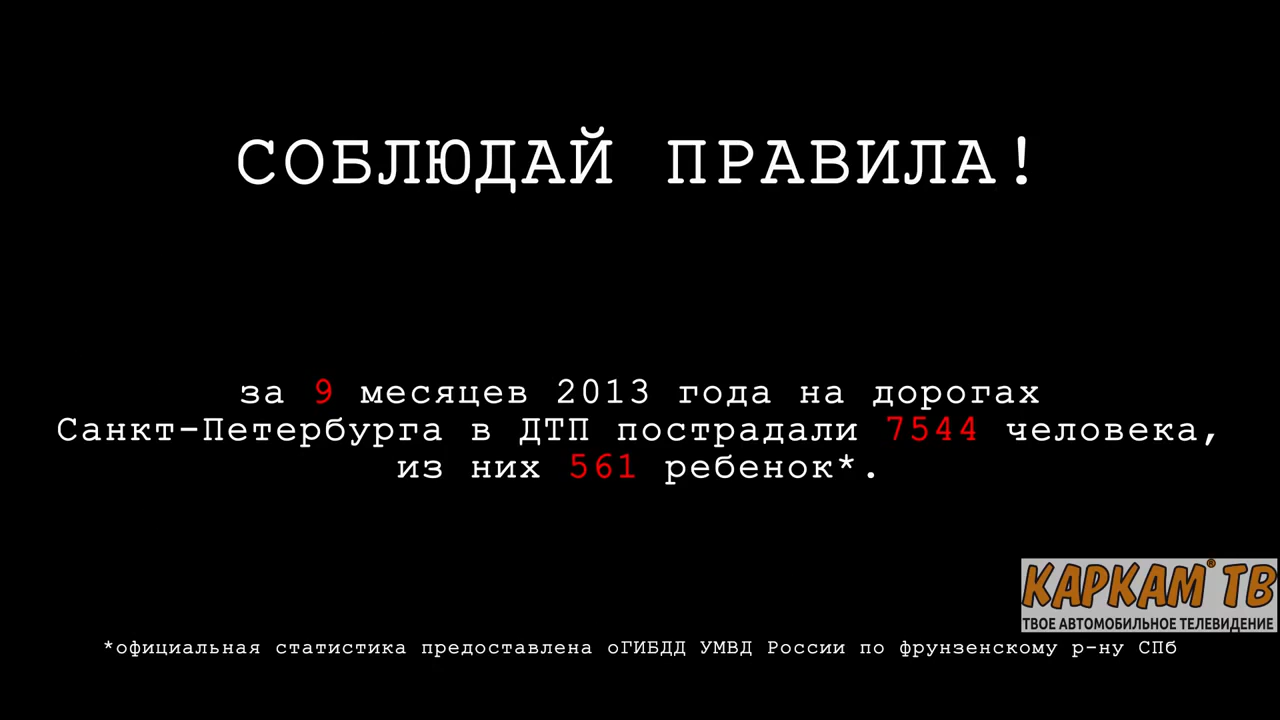 СОБЛЮДАЙ ПРАВИЛА!
за 9 месяцев 2013 года на дорогах
Санкт-Петербурга в ДТП пострадали 7544 человека,
из них 561 ребенок*.
КАРКАМ® ТВ
ТВОЕ АВТОМОБИЛЬНОЕ ТЕЛЕВИДЕНИЕ
*официальная статистика предоставлена оГИБДД УМВД России по фрунзенскому р-ну СПб